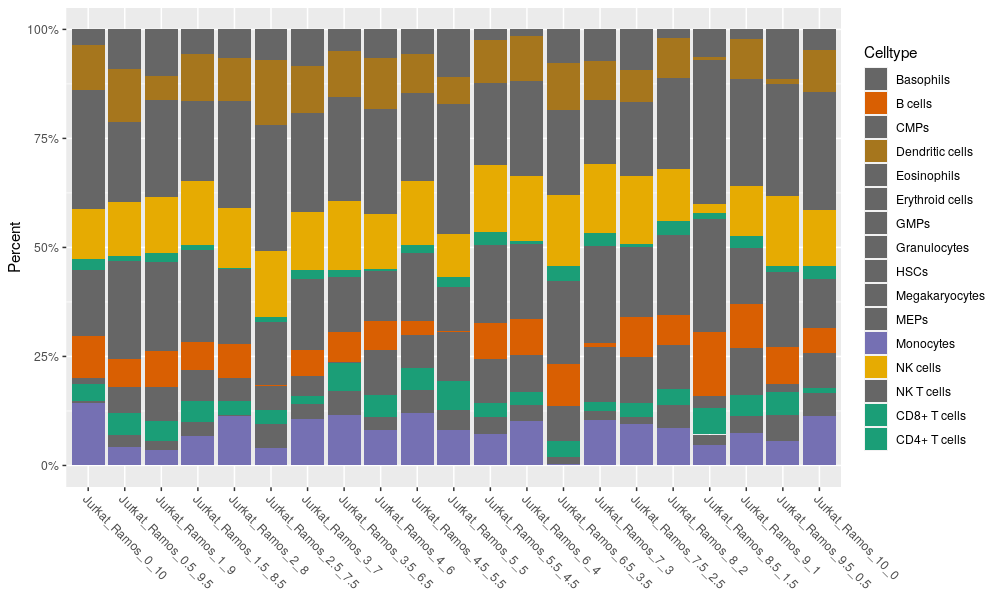 100%
75%
50%
25%
0%
Percent
Jurkat_Ramos_0_10
Jurkat_Ramos_0.5_9.5
Jurkat_Ramos_1_9
Jurkat_Ramos_1.5_8.5
Jurkat_Ramos_2_8
Jurkat_Ramos_2.5_7.5
Jurkat_Ramos_3_7
Jurkat_Ramos_3.5_6.5
Jurkat_Ramos_4_6
Jurkat_Ramos_4.5_5.5
Jurkat_Ramos_5_5
Jurkat_Ramos_5.5_4.5
Jurkat_Ramos_6_4
Jurkat_Ramos_6.5_3.5
Jurkat_Ramos_7_3
Jurkat_Ramos_7.5_2.5
Jurkat_Ramos_8_2
Jurkat_Ramos_8.5_1.5
Jurkat_Ramos_9_1
Jurkat_Ramos_9.5_0.5
Jurkat_Ramos_10_0
Celltype
Basophils
B cells
CMPs
Dendritic cells
Eosinophils
Erythroid cells
GMPs
Granulocytes
HSCs
Megakaryocytes
MEPs
Monocytes
NK cells
NK T cells
CD8+ T cells
CD4+ T cells